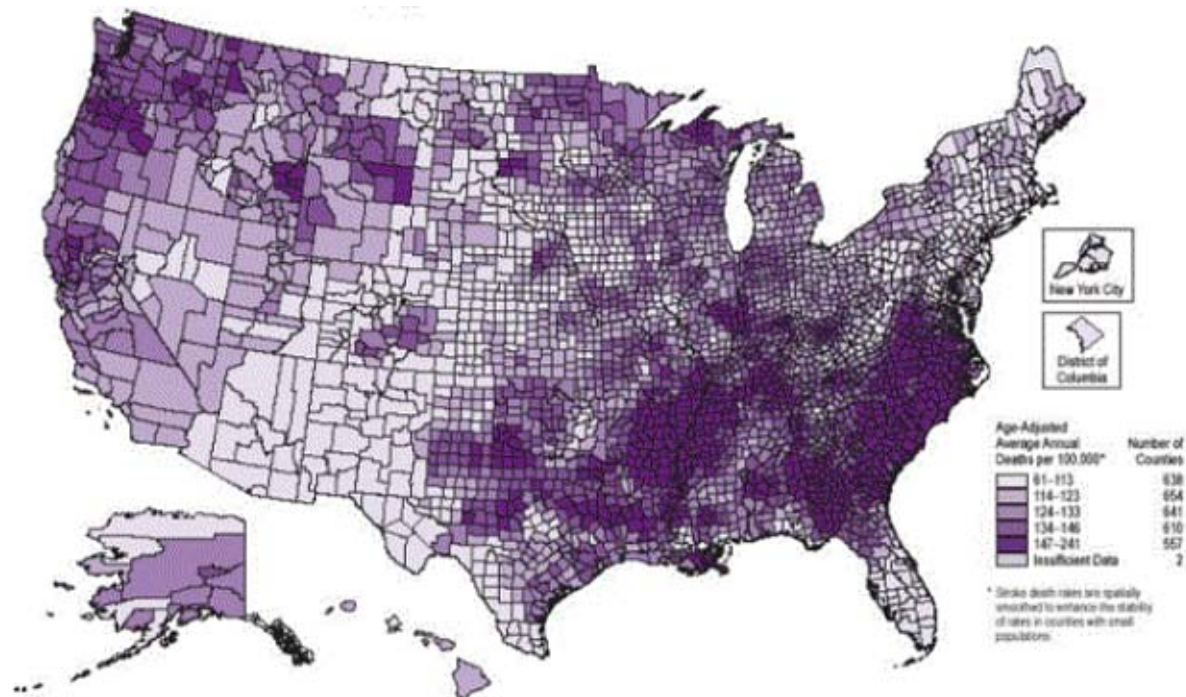 New York City
District of
Columbia
Age-Adjusted
Average Annual
Deaths per 100,000*
Number of
Counties
61–113 638
114–123 654
124–133 641
134–146 610
147–241 557
Insufficient Data 2
* Stroke death rates are spatially
smoothed to enhance the stability
of rates in counties with small
populations.